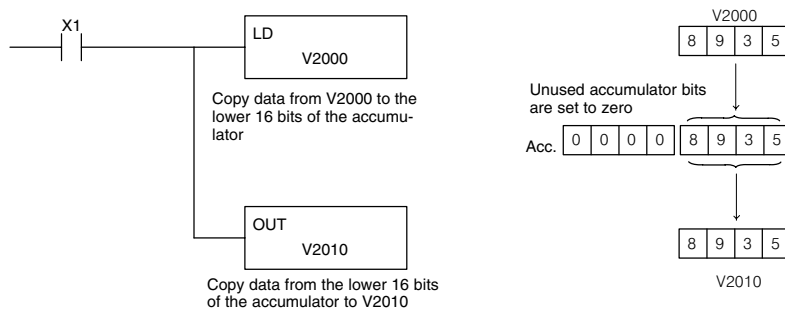 X1
LD
V2000
Copy data from V2000 to the
lower 16 bits of the accumu-
lator
OUT
V2010
Copy data from the lower 16 bits
of the accumulator to V2010
V2000
8 9 3 5
Unused accumulator bits
are set to zero
Acc. 0 0 0 0 8 9 3 5
8 9 3 5
V2010